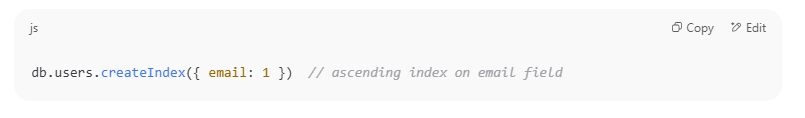 js
Copy
Edit
db.users.createIndex({ email: 1 })  // ascending index on email field